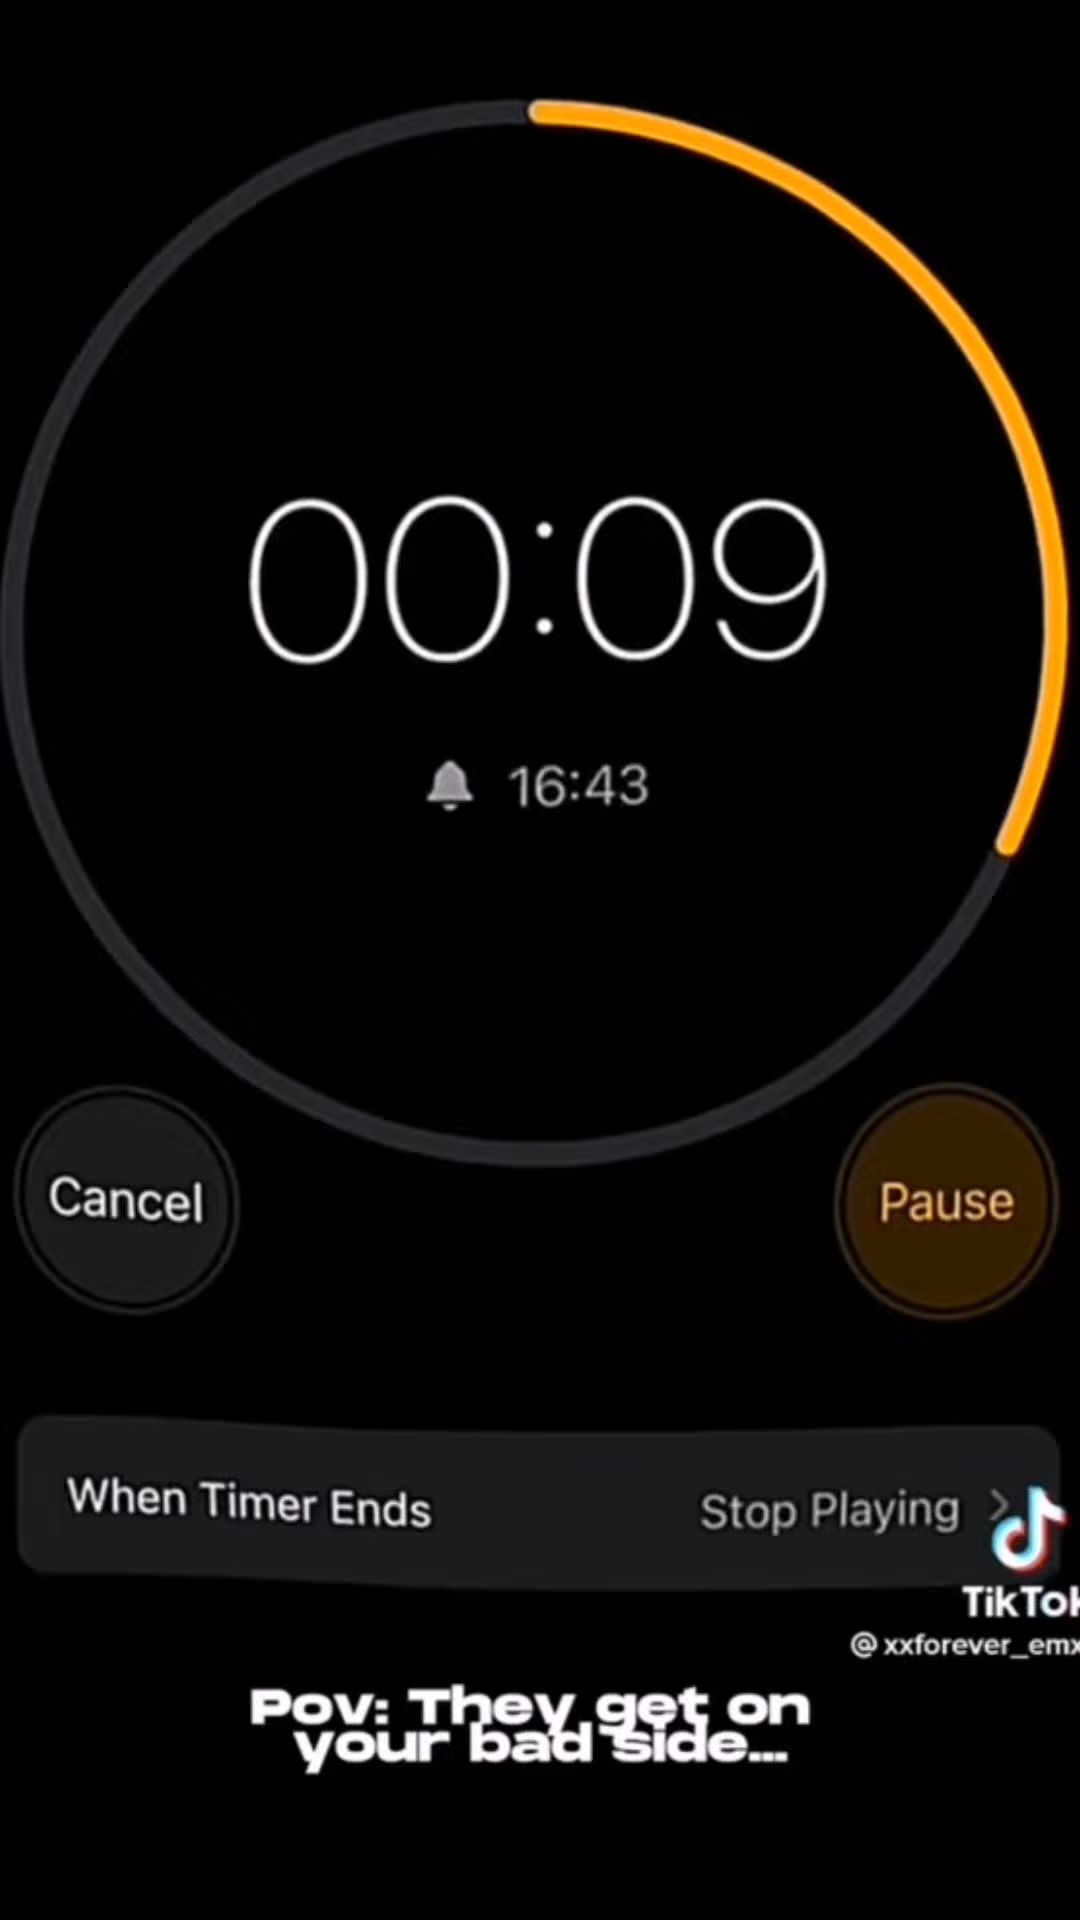 00:09
16:43
Cancel
Pause
When Timer Ends
Stop Playing
TikTok
@xxforever_emx
Pov: They get on
your bad side...